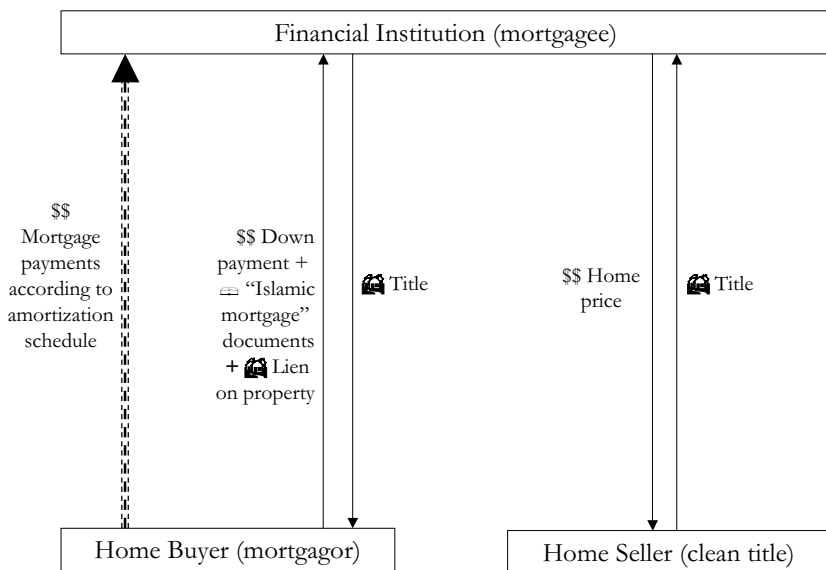 Financial Institution (mortgagee)
$$
Mortgage
payments
according to
amortization
schedule
$$ Down
payment +
“Islamic
mortgage”
documents
+ Lien
on property
Title
$$ Home
price
Title
Home Buyer (mortgagor)
Home Seller (clean title)